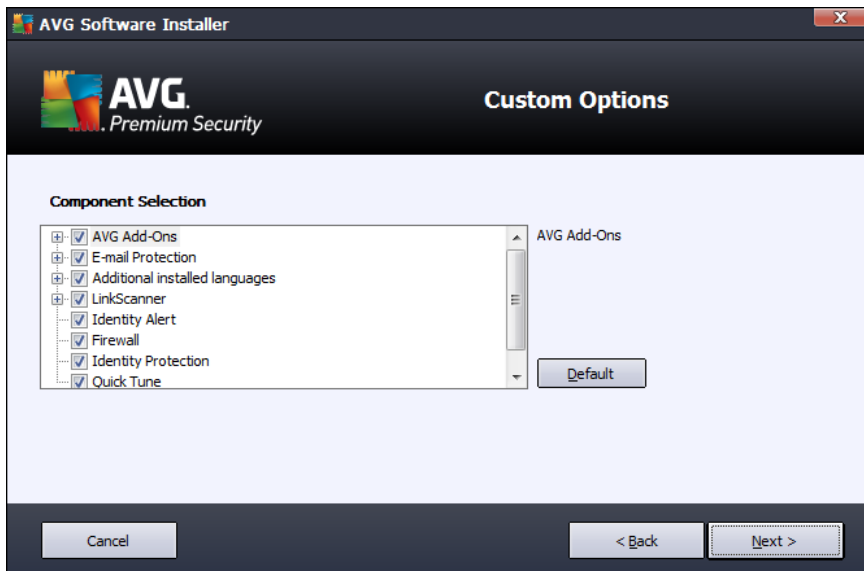 AVG Software Installer
AVG.
Premium Security
Custom Options
Component Selection
AVG Add-Ons
E-mail Protection
Additional installed languages
LinkScanner
Identity Alert
Firewall
Identity Protection
Quick Tune
AVG Add-Ons
Default
Cancel
< Back
Next >